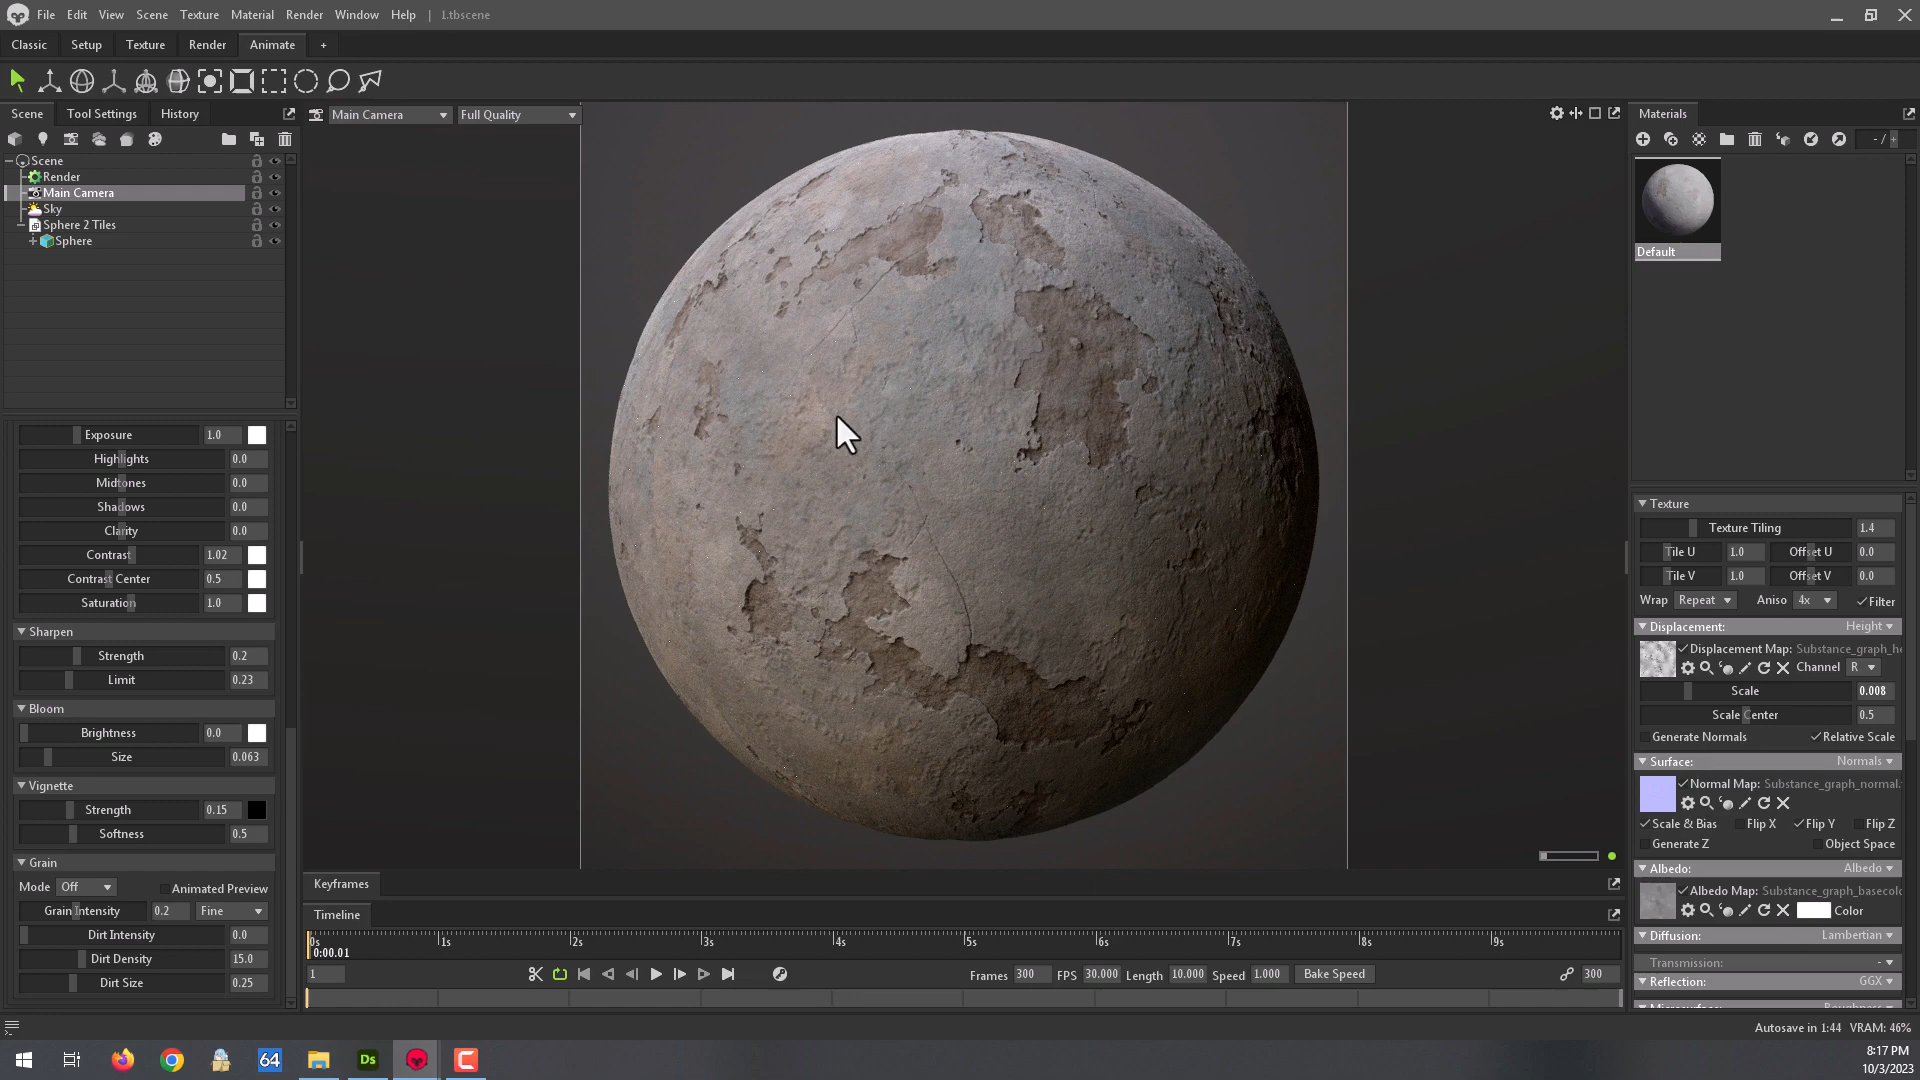 File Edit View Scene Texture Material Render Window Help | 1.tbscene
Classic Setup Texture Render Animate +
Scene Tool Settings History
Main Camera Full Quality
Materials
- / +
Scene
Render
Main Camera
Sky
Sphere 2 Tiles
Sphere
Default
Exposure 1.0
Highlights 0.0
Midtones 0.0
Shadows 0.0
Clarity 0.0
Contrast 1.02
Contrast Center 0.5
Saturation 1.0
Sharpen
Strength 0.2
Limit 0.23
Bloom
Brightness 0.0
Size 0.063
Vignette
Strength 0.15
Softness 0.5
Grain
Mode Off Animated Preview
Grain Intensity 0.2 Fine
Dirt Intensity 0.0
Dirt Density 15.0
Dirt Size 0.25
Keyframes
Timeline
0s 1s 2s 3s 4s 5s 6s 7s 8s 9s
0:00.01
1 Frames 300 FPS 30.000 Length 10.000 Speed 1.000 Bake Speed 300
Texture
Texture Tiling 1.4
Tile U 1.0 Offset U 0.0
Tile V 1.0 Offset V 0.0
Wrap Repeat Aniso 4x Filter
Displacement: Height
Displacement Map: Substance_graph_he
Channel R
Scale 0.008
Scale Center 0.5
Generate Normals Relative Scale
Surface: Normals
Normal Map: Substance_graph_normal.
Scale & Bias Flip X Flip Y Flip Z
Generate Z Object Space
Albedo: Albedo
Albedo Map: Substance_graph_basecolo
Color
Diffusion: Lambertian
Transmission: -
Reflection: GGX
Microsurface: Roughness
Autosave in 1:44 VRAM: 46%
64 Ds C
8:17 PM
10/3/2023